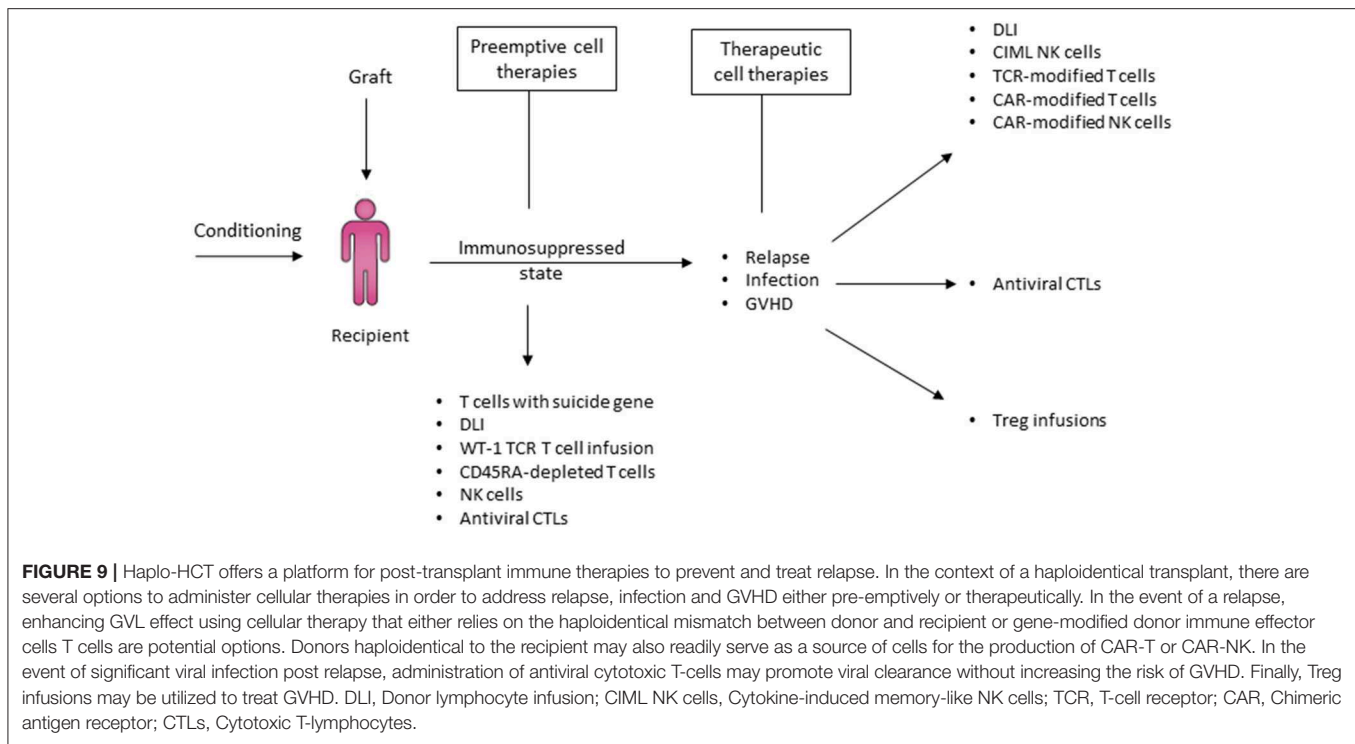 Graft
Conditioning
Recipient
Preemptive cell
therapies
Immunosuppressed
state
• T cells with suicide gene
• DLI
• WT-1 TCR T cell infusion
• CD45RA-depleted T cells
• NK cells
• Antiviral CTLs
Therapeutic
cell therapies
• Relapse
• Infection
• GVHD
• DLI
• CIML NK cells
• TCR-modified T cells
• CAR-modified T cells
• CAR-modified NK cells
• Antiviral CTLs
• Treg infusions
FIGURE 9 | Haplo-HCT offers a platform for post-transplant immune therapies to prevent and treat relapse. In the context of a haploidentical transplant, there are
several options to administer cellular therapies in order to address relapse, infection and GVHD either pre-emptively or therapeutically. In the event of a relapse,
enhancing GVL effect using cellular therapy that either relies on the haploidentical mismatch between donor and recipient or gene-modified donor immune effector
cells T cells are potential options. Donors haploidentical to the recipient may also readily serve as a source of cells for the production of CAR-T or CAR-NK. In the
event of significant viral infection post relapse, administration of antiviral cytotoxic T-cells may promote viral clearance without increasing the risk of GVHD. Finally, Treg
infusions may be utilized to treat GVHD. DLI, Donor lymphocyte infusion; CIML NK cells, Cytokine-induced memory-like NK cells; TCR, T-cell receptor; CAR, Chimeric
antigen receptor; CTLs, Cytotoxic T-lymphocytes.